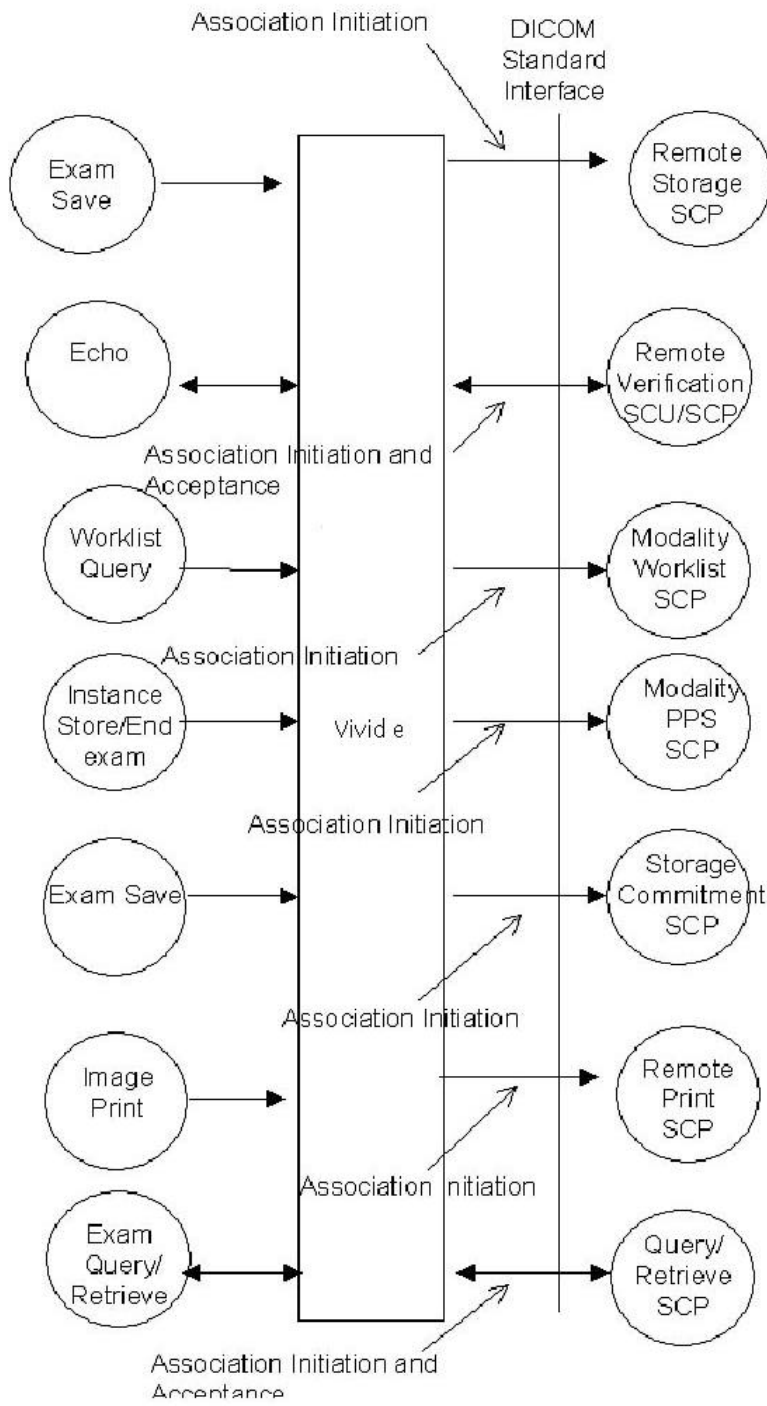 Association Initiation
DICOM
Standard
Interface
Exam
Save
Remote
Storage
SCP
Echo
Remote
Verification
SCU/SCP
Association Initiation and
Acceptance
Worklist
Query
Modality
Worklist
SCP
Association Initiation
Instance
Store/End
exam
Vivid e
Modality
PPS
SCP
Association Initiation
Exam Save
Storage
Commitment
SCP
Association Initiation
Image
Print
Remote
Print
SCP
Association Initiation
Exam
Query/
Retrieve
Query/
Retrieve
SCP
Association Initiation and
Acceptance